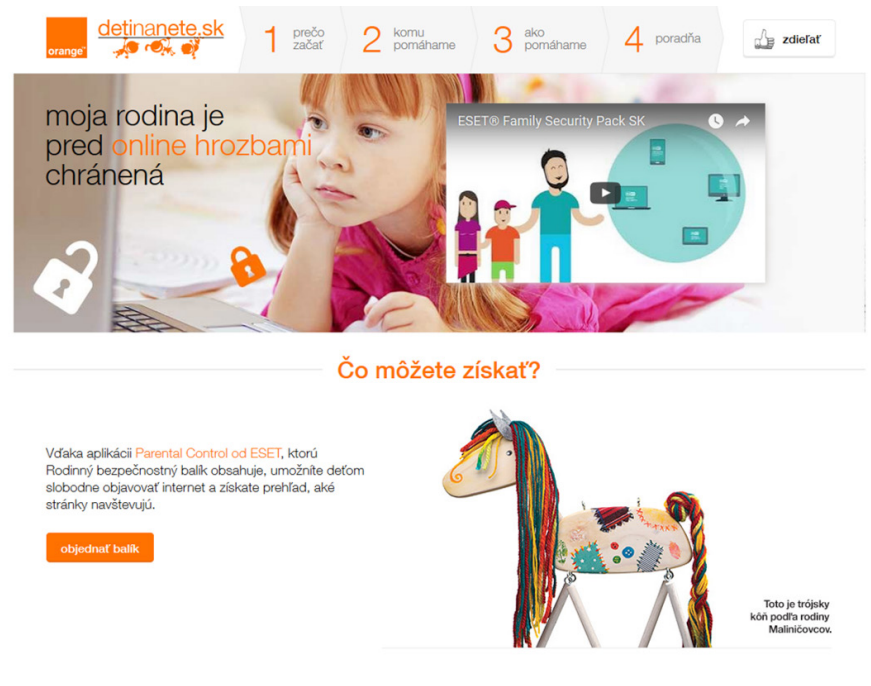 orange
detinanete.sk
1 prečo začať
2 komu pomáhame
3 ako pomáhame
4 poradňa
zdieľať
moja rodina je
pred online hrozbami
chránená
ESET® Family Security Pack SK
Čo môžete získať?
Vďaka aplikácii Parental Control od ESET, ktorú
Rodinný bezpečnostný balík obsahuje, umožníte deťom
slobodne objavovať internet a získate prehľad, aké
stránky navštevujú.
objednať balík
Toto je trójsky
kôň podľa rodiny
Maliničovcov.